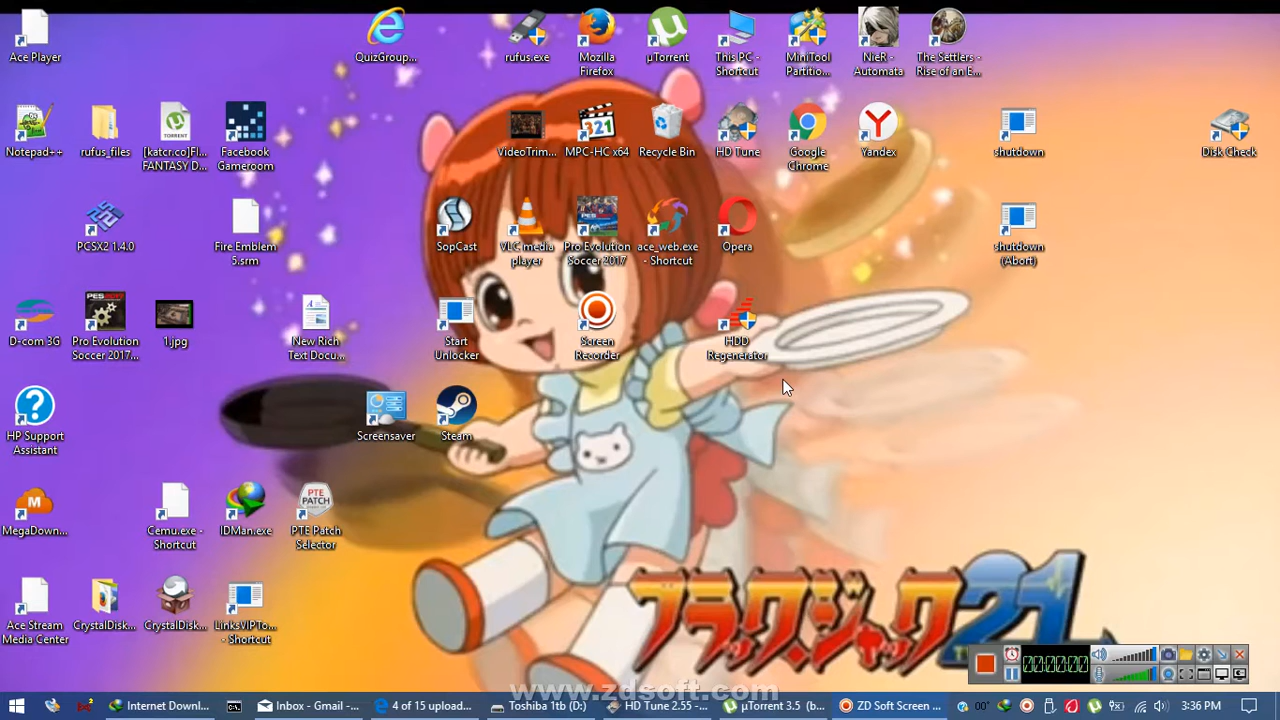 Ace Player
QuizGroup...
rufus.exe
Mozilla
Firefox
µTorrent
This PC -
Shortcut
MiniTool
Partitio...
NieR -
Automata
The Settlers -
Rise of an E...
Notepad++
rufus_files
[katcr.co]FI...
FANTASY D...
Facebook
Gameroom
VideoTrim...
MPC-HC x64
Recycle Bin
HD Tune
Google
Chrome
Yandex
shutdown
Disk Check
PCSX2 1.4.0
Fire Emblem
5.srm
SopCast
VLC media
player
Pro Evolution
Soccer 2017
ace_web.exe
- Shortcut
Opera
shutdown
(Abort)
D-com 3G
Pro Evolution
Soccer 2017...
1.jpg
New Rich
Text Docu...
Start
Unlocker
Screen
Recorder
HDD
Regenerator
HP Support
Assistant
Screensaver
Steam
MegaDown...
Cemu.exe -
Shortcut
IDMan.exe
PTE
PATCH
PTE Patch
Selector
Ace Stream
Media Center
CrystalDisk...
CrystalDisk...
LinksVIPTo...
- Shortcut
ブラック・ジャック21
00:00:00
www.zdsoft.com
Internet Downl...
Inbox - Gmail -...
4 of 15 upload...
Toshiba 1tb (D:)
HD Tune 2.55 -...
µTorrent 3.5 (b...
ZD Soft Screen ...
00°
3:36 PM